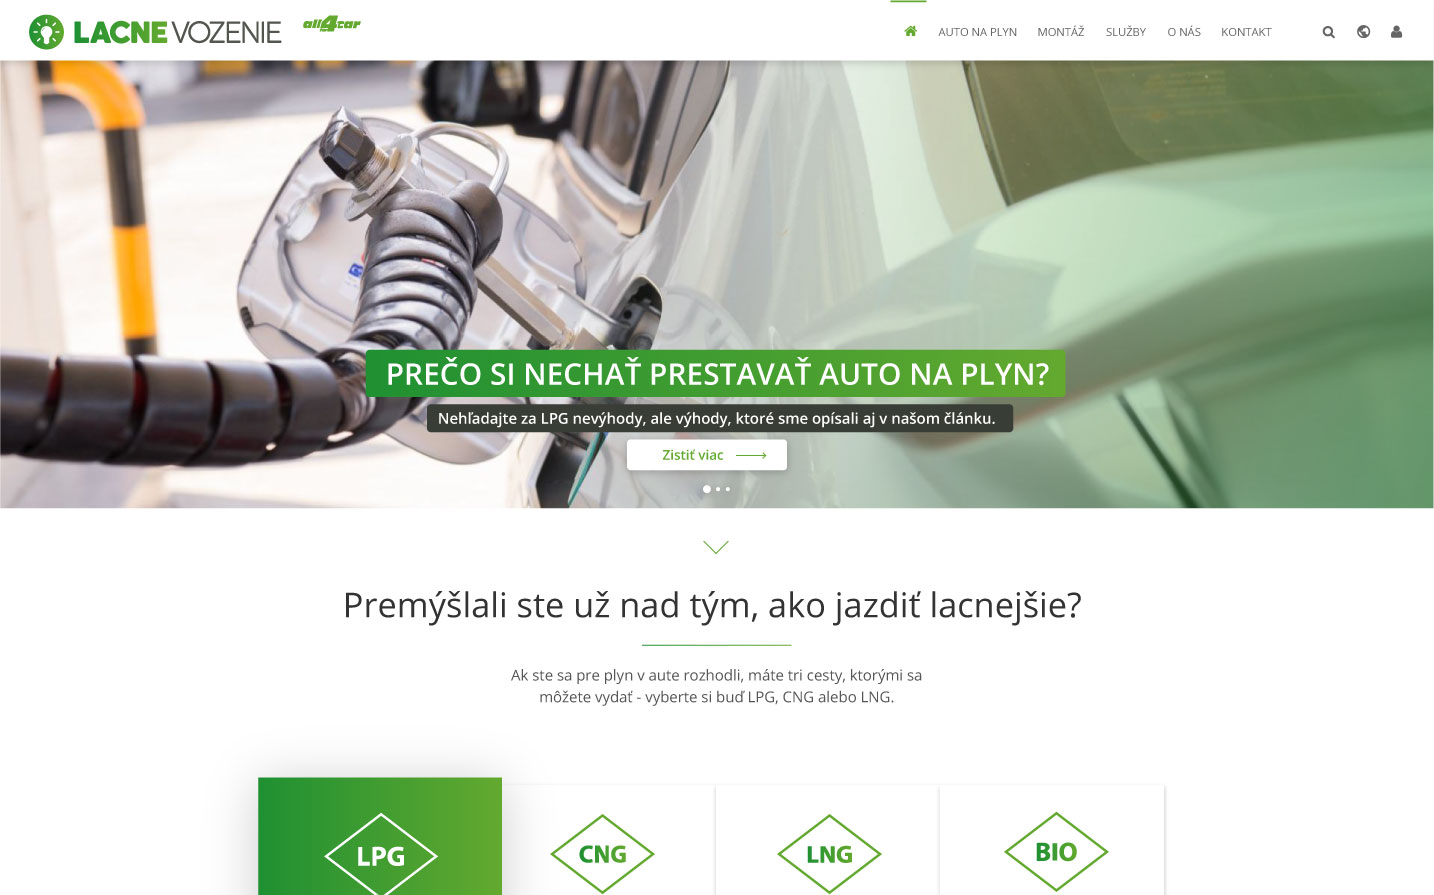 LACNE VOZENIE
all4car
AUTO NA PLYN
MONTÁŽ
SLUŽBY
O NÁS
KONTAKT
PREČO SI NECHAŤ PRESTAVAŤ AUTO NA PLYN?
Nehľadajte za LPG nevýhody, ale výhody, ktoré sme opísali aj v našom článku.
Zistiť viac
Premýšlali ste už nad tým, ako jazdiť lacnejšie?
Ak ste sa pre plyn v aute rozhodli, máte tri cesty, ktorými sa
môžete vydať - vyberte si buď LPG, CNG alebo LNG.
LPG
CNG
LNG
BIO